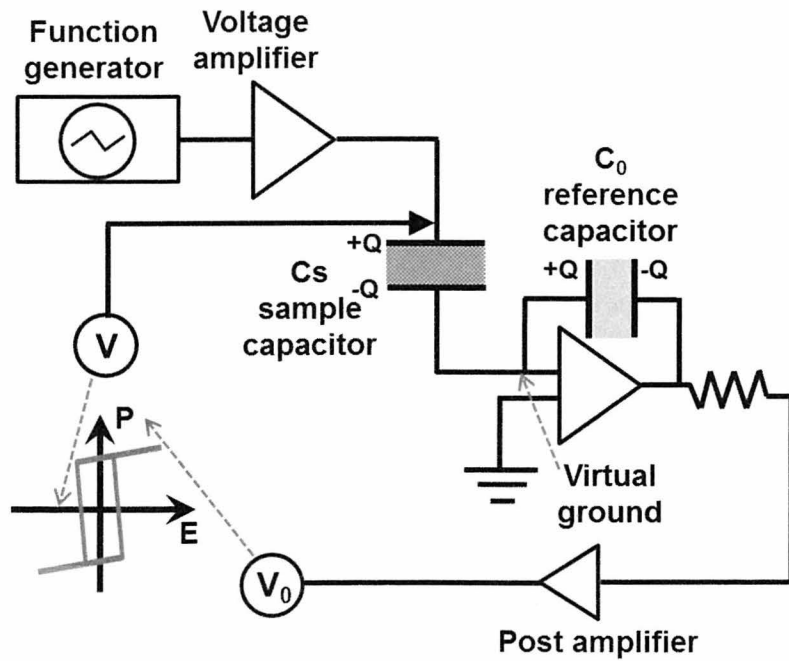 Function
generator
Voltage
amplifier
C₀
reference
capacitor
+Q
-Q
+Q
-Q
Cs
sample
capacitor
V
P
E
Virtual
ground
V₀
Post amplifier